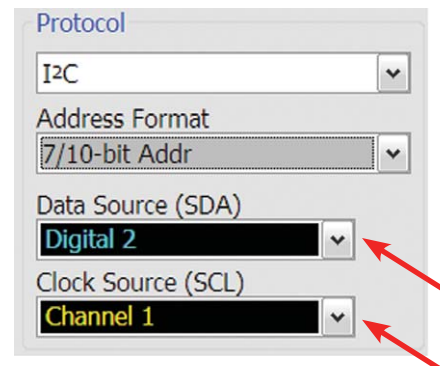 Protocol
I2C
Address Format
7/10-bit Addr
Data Source (SDA)
Digital 2
Clock Source (SCL)
Channel 1